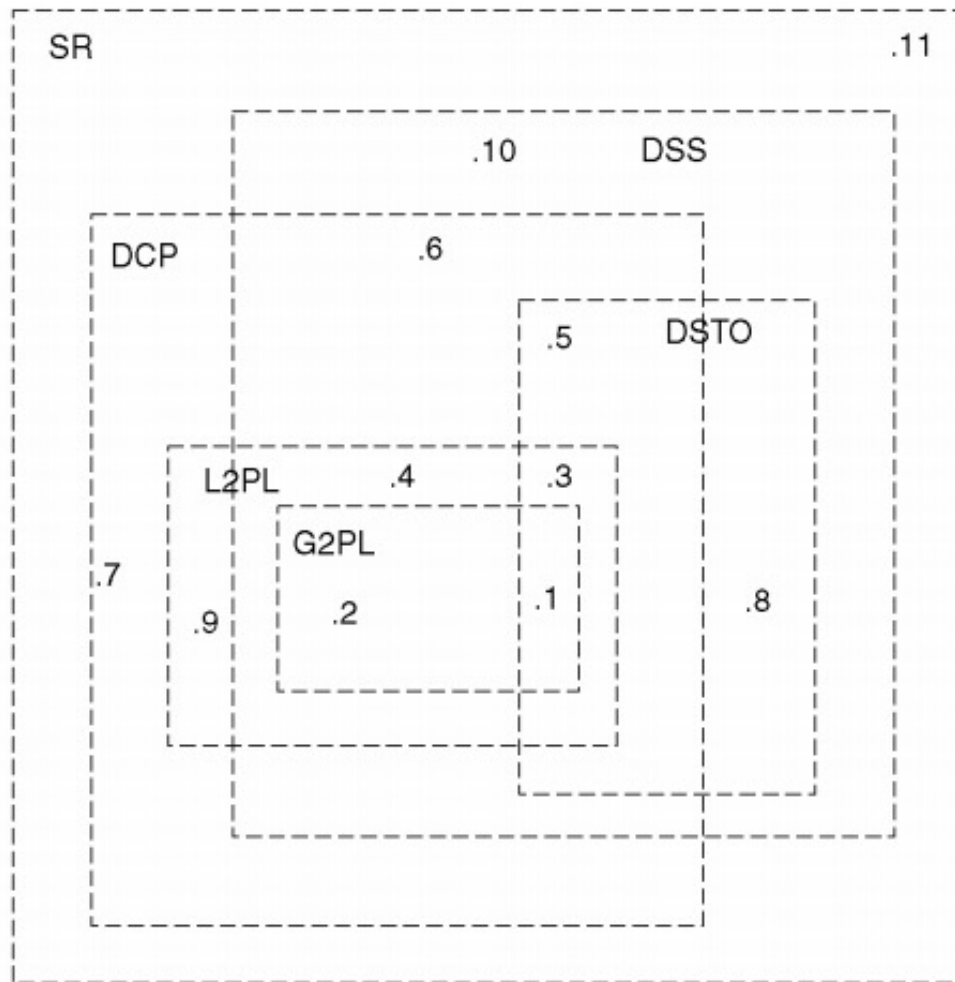 SR .11
.10 DSS
DCP .6
.5 DSTO
L2PL .4 .3
G2PL
.7 .9 .2 .1 .8